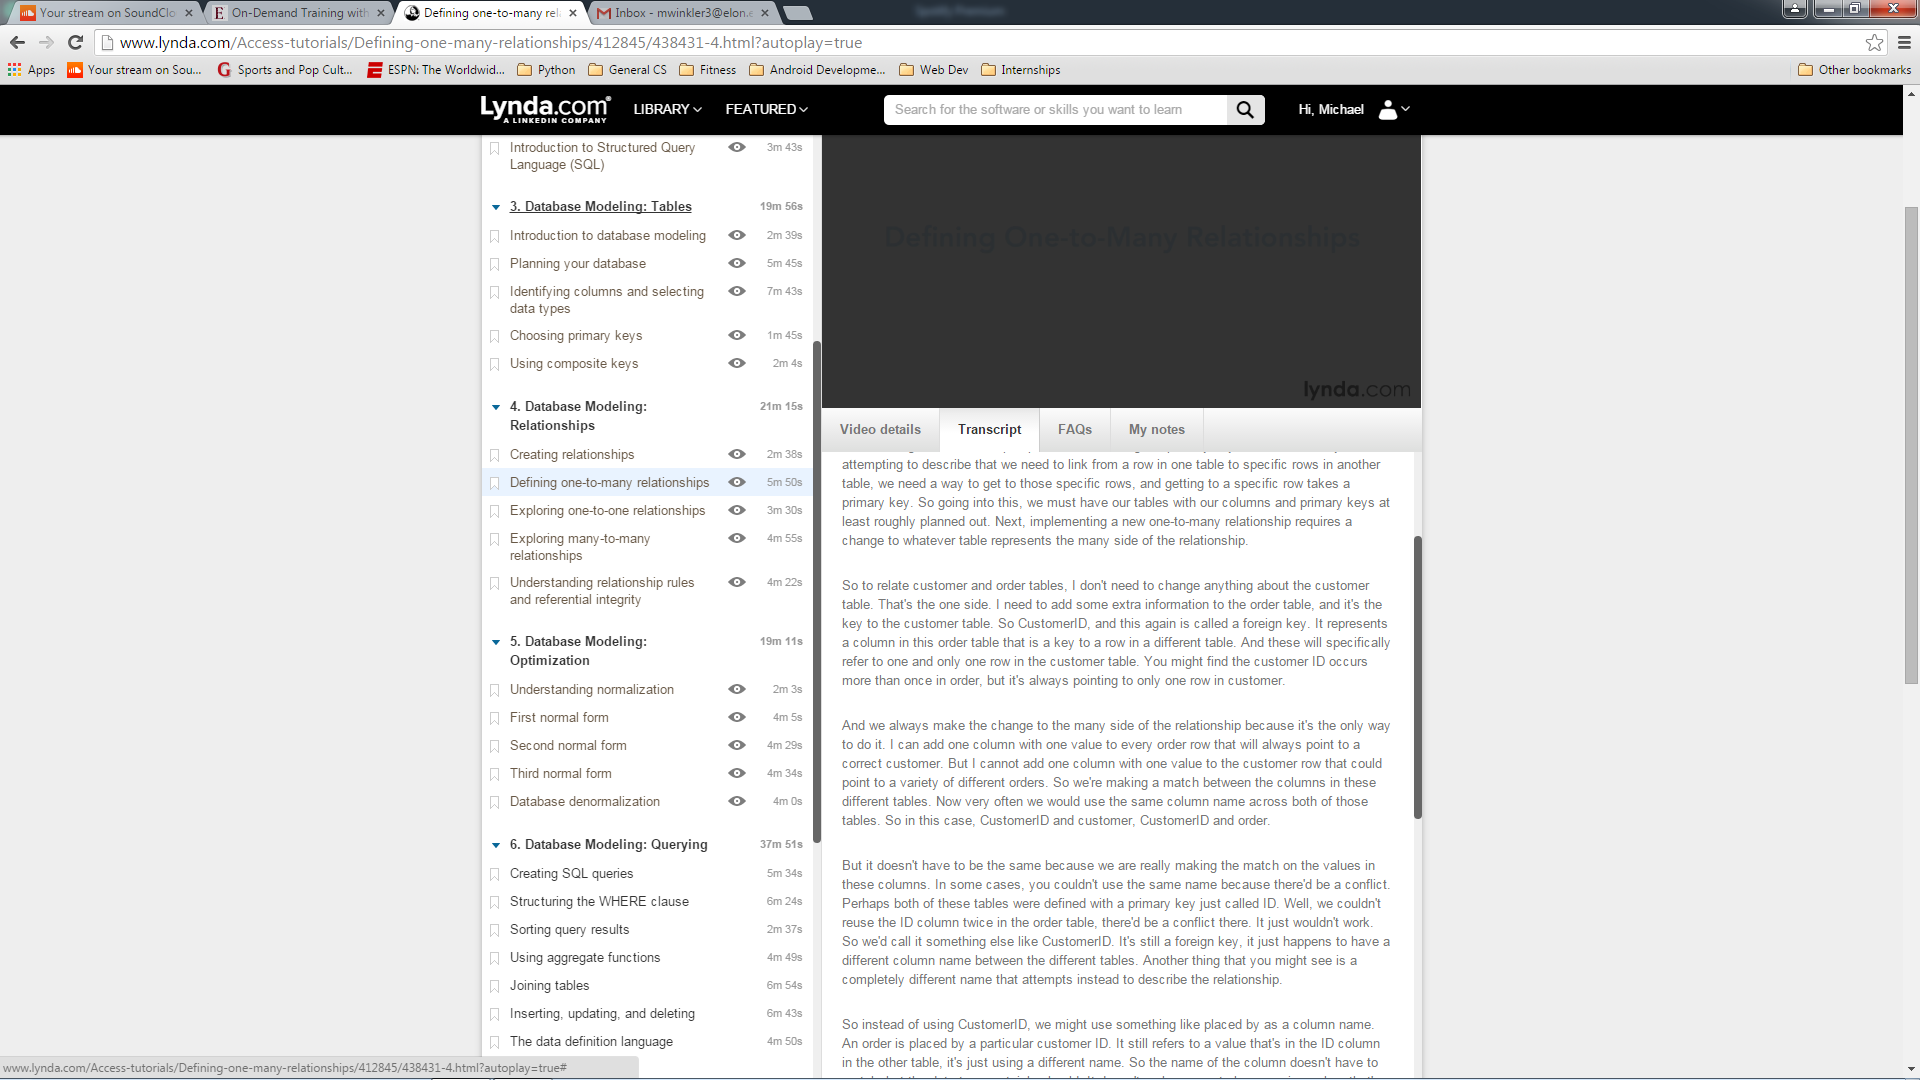 Your stream on SoundClo
On-Demand Training with
Defining one-to-many rel
Inbox - mwinkler3@elon.e
Spotify Premium
www.lynda.com/Access-tutorials/Defining-one-many-relationships/412845/438431-4.html?autoplay=true
Apps
Your stream on Sou...
Sports and Pop Cult...
ESPN: The Worldwid...
Python
General CS
Fitness
Android Developme...
Web Dev
Internships
Other bookmarks
Lynda.com®
A LINKEDIN COMPANY
LIBRARY
FEATURED
Search for the software or skills you want to learn
Hi, Michael
Introduction to Structured Query 3m 43s
Language (SQL)
3. Database Modeling: Tables 19m 56s
Introduction to database modeling 2m 39s
Planning your database 5m 45s
Identifying columns and selecting 7m 43s
data types
Choosing primary keys 1m 45s
Using composite keys 2m 4s
4. Database Modeling: 21m 15s
Relationships
Creating relationships 2m 38s
Defining one-to-many relationships 5m 50s
Exploring one-to-one relationships 3m 30s
Exploring many-to-many 4m 55s
relationships
Understanding relationship rules 4m 22s
and referential integrity
5. Database Modeling: 19m 11s
Optimization
Understanding normalization 2m 3s
First normal form 4m 5s
Second normal form 4m 29s
Third normal form 4m 34s
Database denormalization 4m 0s
6. Database Modeling: Querying 37m 51s
Creating SQL queries 5m 34s
Structuring the WHERE clause 6m 24s
Sorting query results 2m 37s
Using aggregate functions 4m 49s
Joining tables 6m 54s
Inserting, updating, and deleting 6m 43s
The data definition language 4m 50s
Defining One-to-Many Relationships
lynda.com
Video details
Transcript
FAQs
My notes
attempting to describe that we need to link from a row in one table to specific rows in another
table, we need a way to get to those specific rows, and getting to a specific row takes a
primary key. So going into this, we must have our tables with our columns and primary keys at
least roughly planned out. Next, implementing a new one-to-many relationship requires a
change to whatever table represents the many side of the relationship.
So to relate customer and order tables, I don't need to change anything about the customer
table. That's the one side. I need to add some extra information to the order table, and it's the
key to the customer table. So CustomerID, and this again is called a foreign key. It represents
a column in this order table that is a key to a row in a different table. And these will specifically
refer to one and only one row in the customer table. You might find the customer ID occurs
more than once in order, but it's always pointing to only one row in customer.
And we always make the change to the many side of the relationship because it's the only way
to do it. I can add one column with one value to every order row that will always point to a
correct customer. But I cannot add one column with one value to the customer row that could
point to a variety of different orders. So we're making a match between the columns in these
different tables. Now very often we would use the same column name across both of those
tables. So in this case, CustomerID and customer, CustomerID and order.
But it doesn't have to be the same because we are really making the match on the values in
these columns. In some cases, you couldn't use the same name because there'd be a conflict.
Perhaps both of these tables were defined with a primary key just called ID. Well, we couldn't
reuse the ID column twice in the order table, there'd be a conflict there. It just wouldn't work.
So we'd call it something else like CustomerID. It's still a foreign key, it just happens to have a
different column name between the different tables. Another thing that you might see is a
completely different name that attempts instead to describe the relationship.
So instead of using CustomerID, we might use something like placed by as a column name.
An order is placed by a particular customer ID. It still refers to a value that's in the ID column
in the other table, it's just using a different name. So the name of the column doesn't have to
www.lynda.com/Access-tutorials/Defining-one-many-relationships/412845/438431-4.html?autoplay=true#